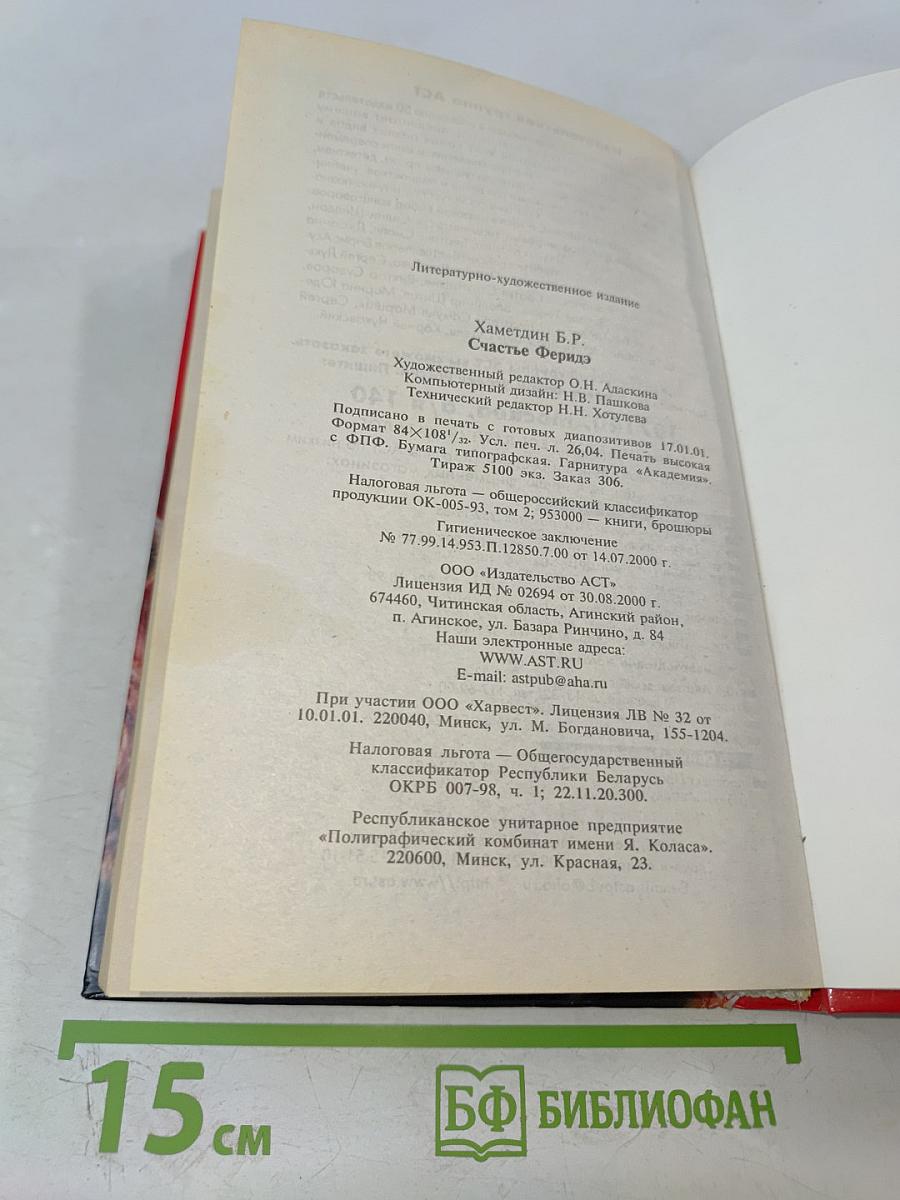 Литературно-художественное издание
Хаметдин Б.Р.
Счастье Феридэ
Художественный редактор О.Н. Адаскина
Компьютерный дизайн: Н.В. Пашкова
Технический редактор Н.Н. Хотулева
Подписано в печать с готовых диапозитивов 17.01.01.
Формат 84×108¹/₃₂. Усл. печ. л. 26,04. Печать высокая
с ФПФ. Бумага типографская. Гарнитура «Академия».
Тираж 5100 экз. Заказ 306.
Налоговая льгота — общероссийский классификатор
продукции ОК-005-93, том 2; 953000 — книги, брошюры
Гигиеническое заключение
№ 77.99.14.953.П.12850.7.00 от 14.07.2000 г.
ООО «Издательство АСТ»
Лицензия ИД № 02694 от 30.08.2000 г.
674460, Читинская область, Агинский район,
п. Агинское, ул. Базара Ринчино, д. 84
Наши электронные адреса:
WWW.AST.RU
E-mail: astpub@aha.ru
При участии ООО «Харвест». Лицензия ЛВ № 32 от
10.01.01. 220040, Минск, ул. М. Богдановича, 155-1204.
Налоговая льгота — Общегосударственный
классификатор Республики Беларусь
ОКРБ 007-98, ч. 1; 22.11.20.300.
Республиканское унитарное предприятие
«Полиграфический комбинат имени Я. Коласа».
220600, Минск, ул. Красная, 23.
15 см
БФ БИБЛИОФАН